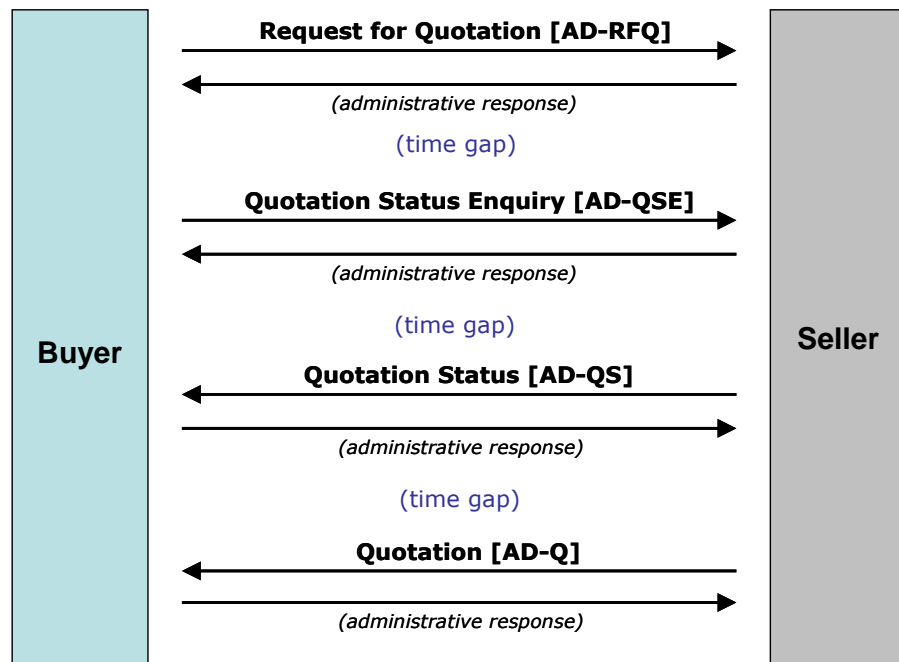 Request for Quotation [AD-RFQ]
(administrative response)
(time gap)
Quotation Status Enquiry [AD-QSE]
(administrative response)
(time gap)
Buyer
Seller
Quotation Status [AD-QS]
(administrative response)
(time gap)
Quotation [AD-Q]
(administrative response)